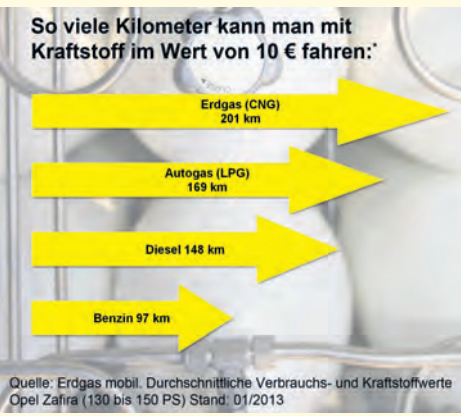 So viele Kilometer kann man mit
Kraftstoff im Wert von 10 € fahren:*
Erdgas (CNG)
201 km
Autogas (LPG)
169 km
Diesel 148 km
Benzin 97 km
Quelle: Erdgas mobil. Durchschnittliche Verbrauchs- und Kraftstoffwerte
Opel Zafira (130 bis 150 PS) Stand: 01/2013